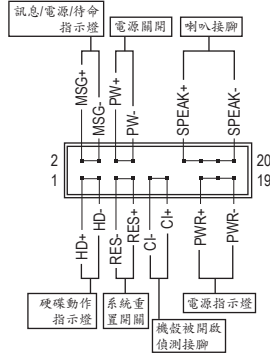 訊息/電源/待命
指示燈
電源關開
喇叭接腳
MSG+
MSG-
PW+
PW-
SPEAK+
SPEAK-
2
20
1
19
HD+
HD-
RES-
RES+
CI-
CI+
PWR+
PWR-
硬碟動作
指示燈
系統重
置開關
機殼被開啟
偵測接腳
電源指示燈